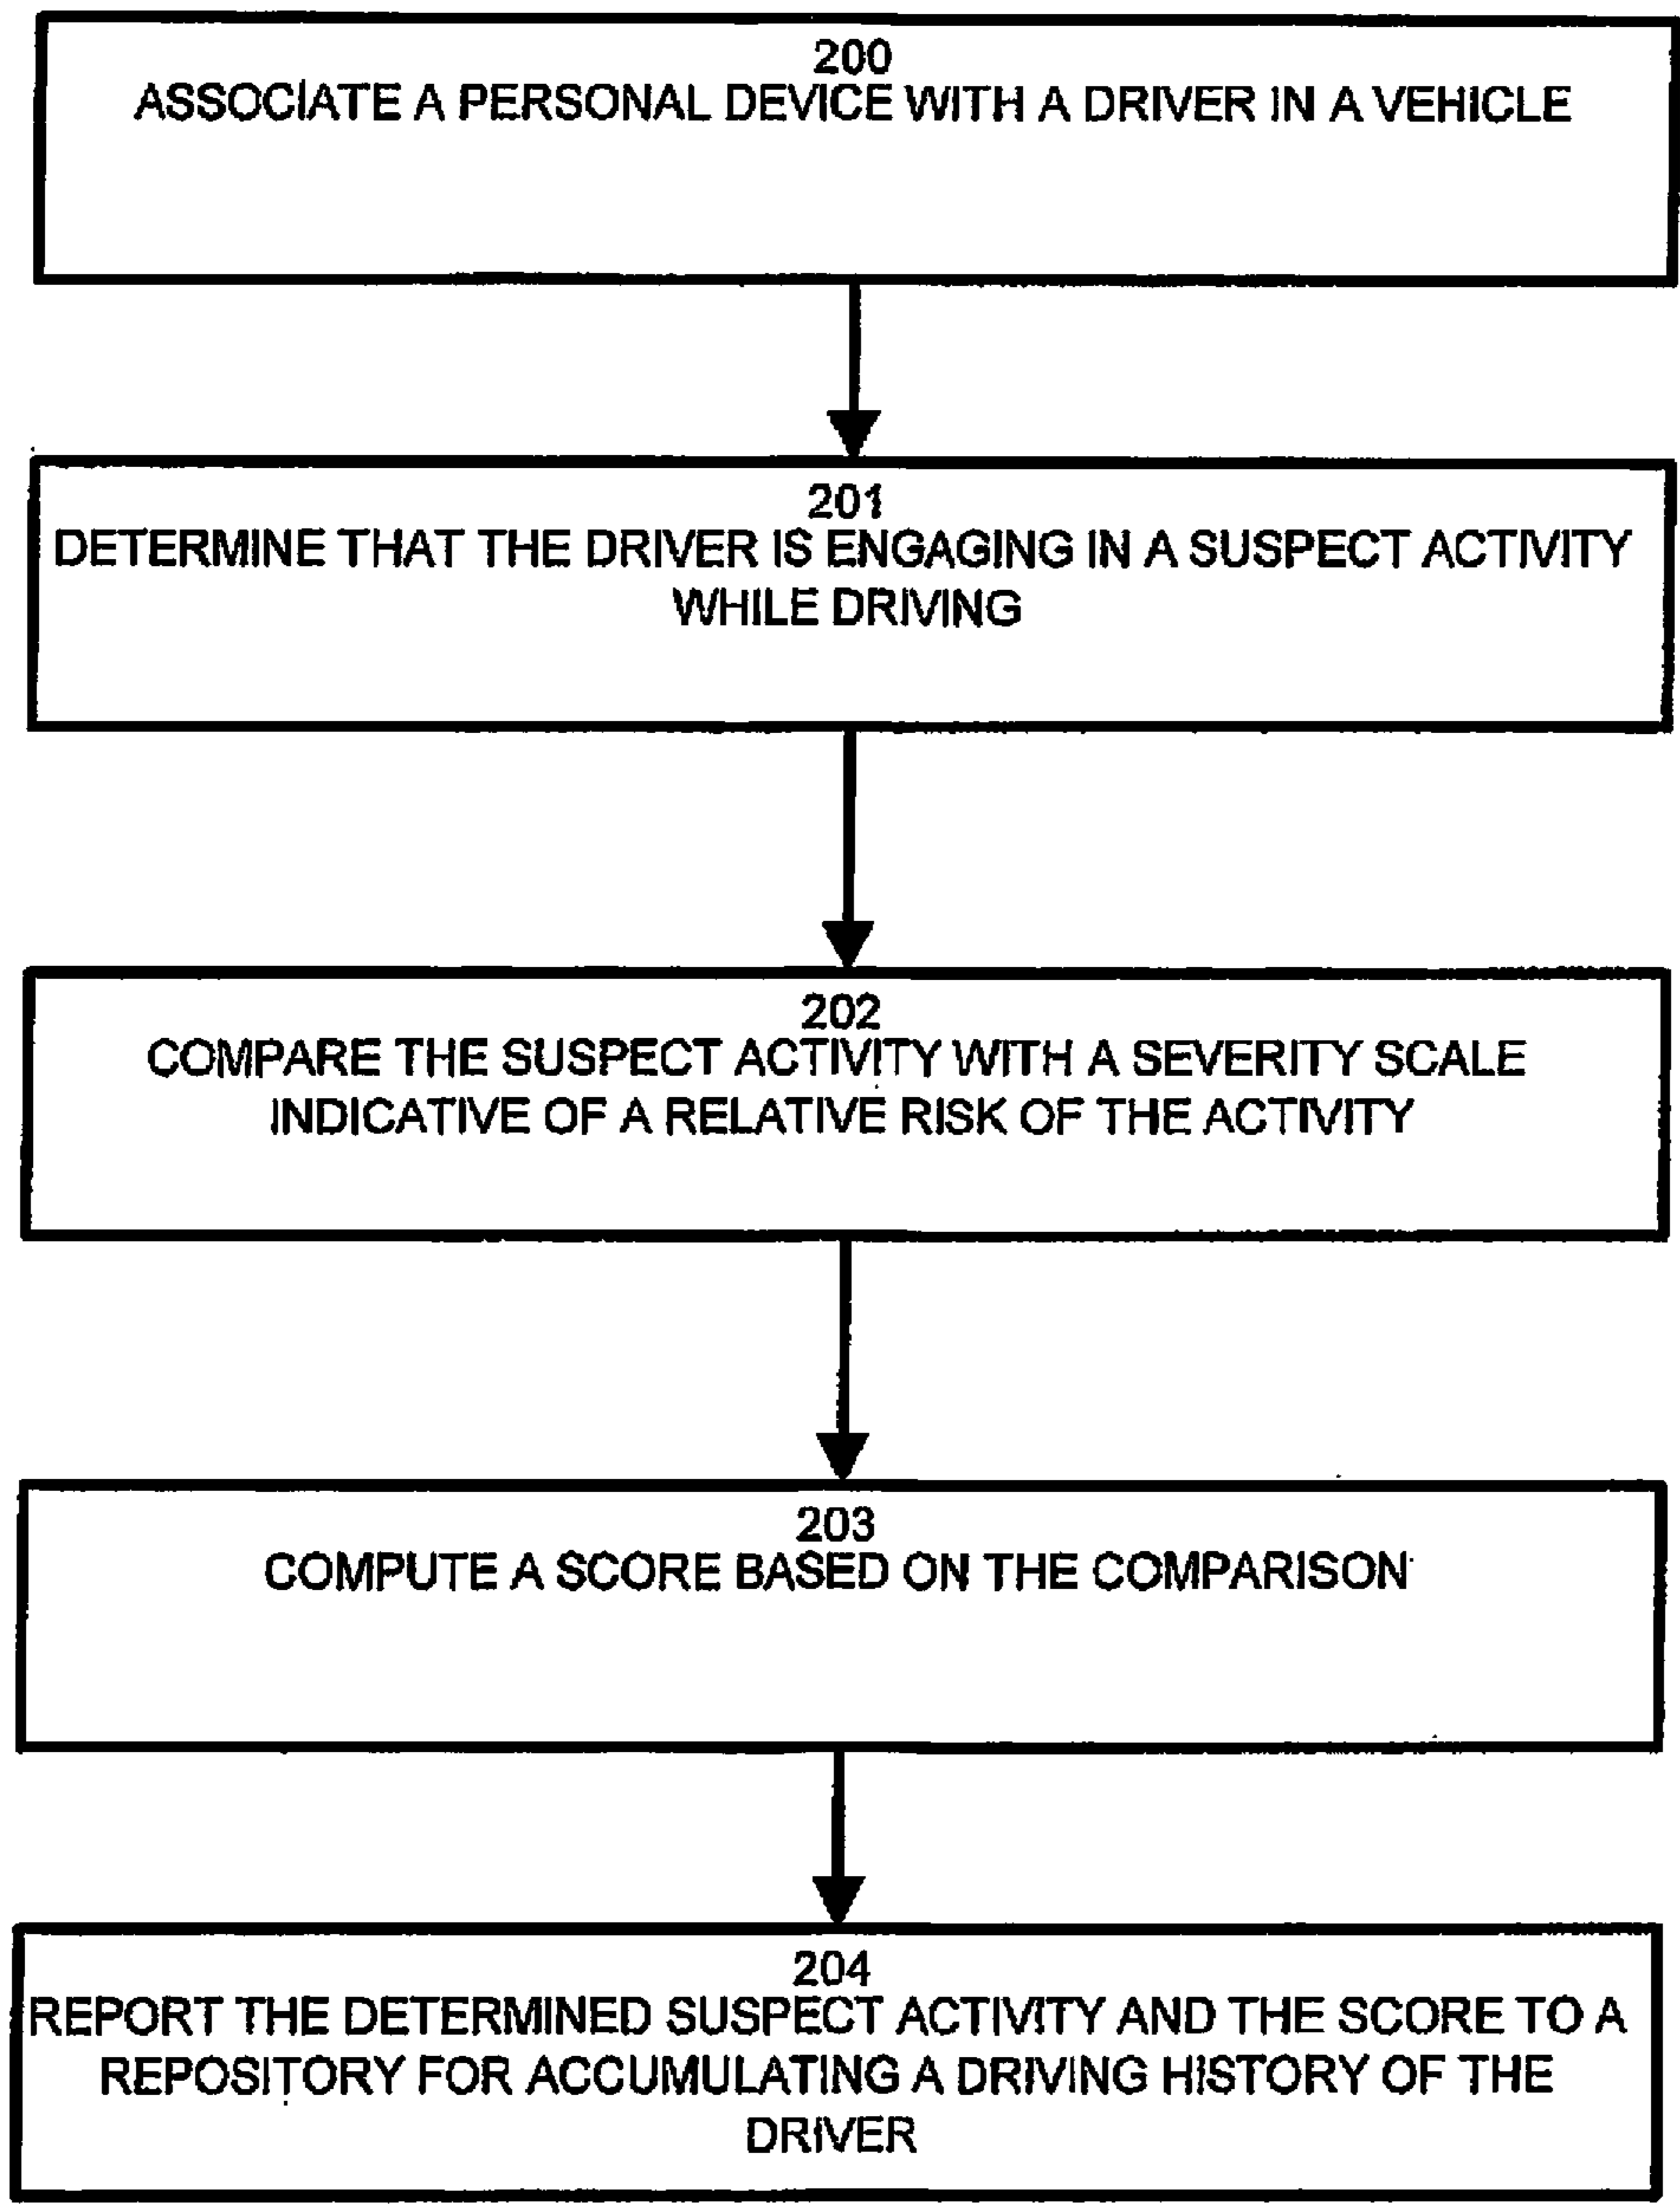 200
ASSOCIATE A PERSONAL DEVICE WITH A DRIVER IN A VEHICLE
201
DETERMINE THAT THE DRIVER IS ENGAGING IN A SUSPECT ACTIVITY
WHILE DRIVING
202
COMPARE THE SUSPECT ACTIVITY WITH A SEVERITY SCALE
INDICATIVE OF A RELATIVE RISK OF THE ACTIVITY
203
COMPUTE A SCORE BASED ON THE COMPARISON
204
REPORT THE DETERMINED SUSPECT ACTIVITY AND THE SCORE TO A
REPOSITORY FOR ACCUMULATING A DRIVING HISTORY OF THE
DRIVER